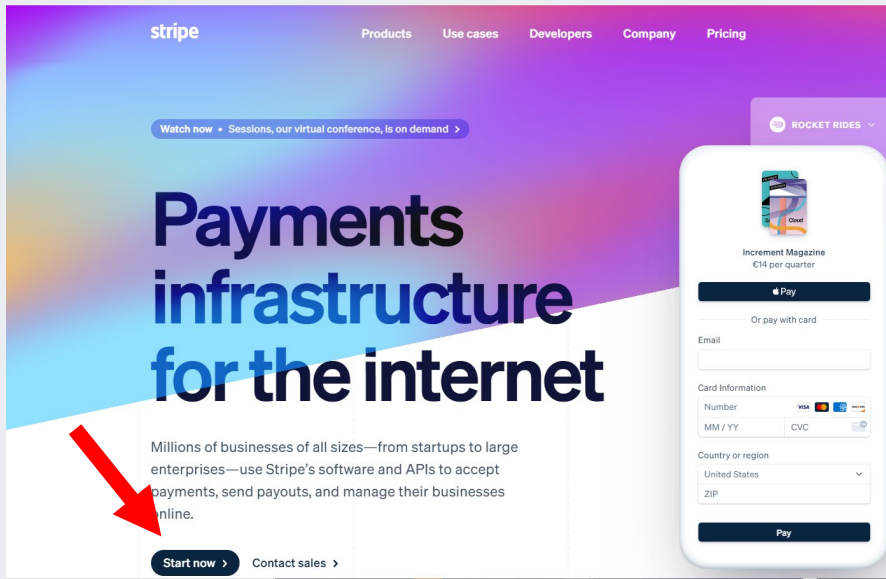 stripe
Products Use cases Developers Company Pricing
Watch now • Sessions, our virtual conference, is on demand >
ROCKET RIDES
Payments
infrastructure
for the internet
Millions of businesses of all sizes—from startups to large
enterprises—use Stripe’s software and APIs to accept
payments, send payouts, and manage their businesses
online.
Start now > Contact sales >
Cloud
Increment Magazine
€14 per quarter
Pay
Or pay with card
Email
Card Information
Number VISA
MM / YY CVC
Country or region
United States
ZIP
Pay